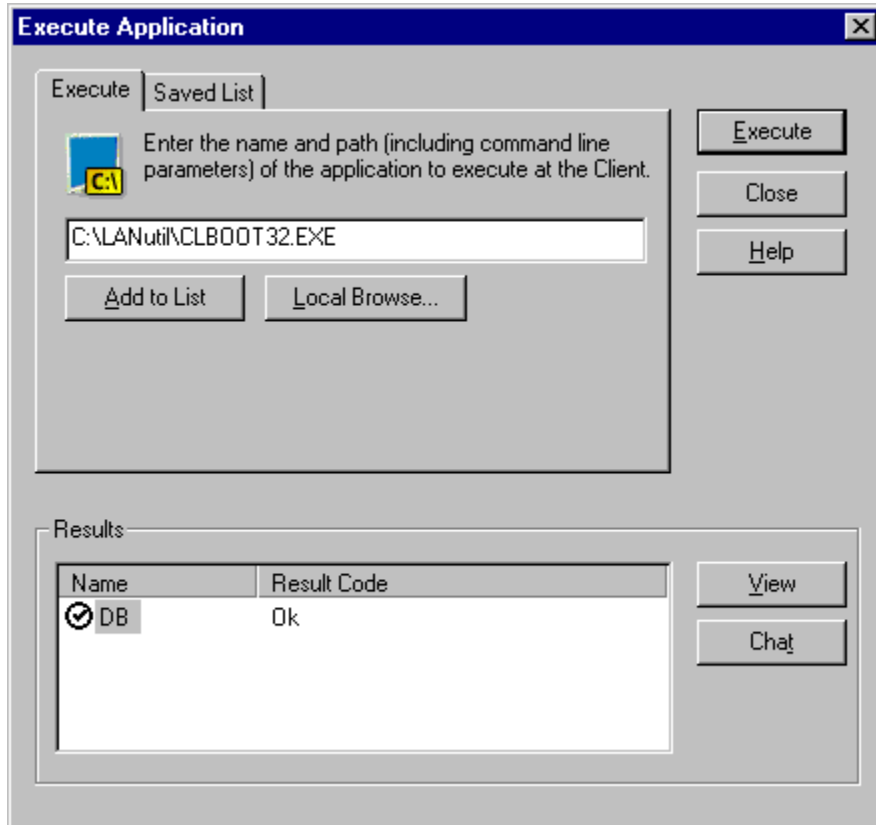 Execute Application
Execute
Saved List
Enter the name and path (including command line
parameters) of the application to execute at the Client.
C:\
C:\LANutil\CLBOOT32.EXE
Add to List
Local Browse...
Execute
Close
Help
Results
Name
Result Code
DB
Ok
View
Chat